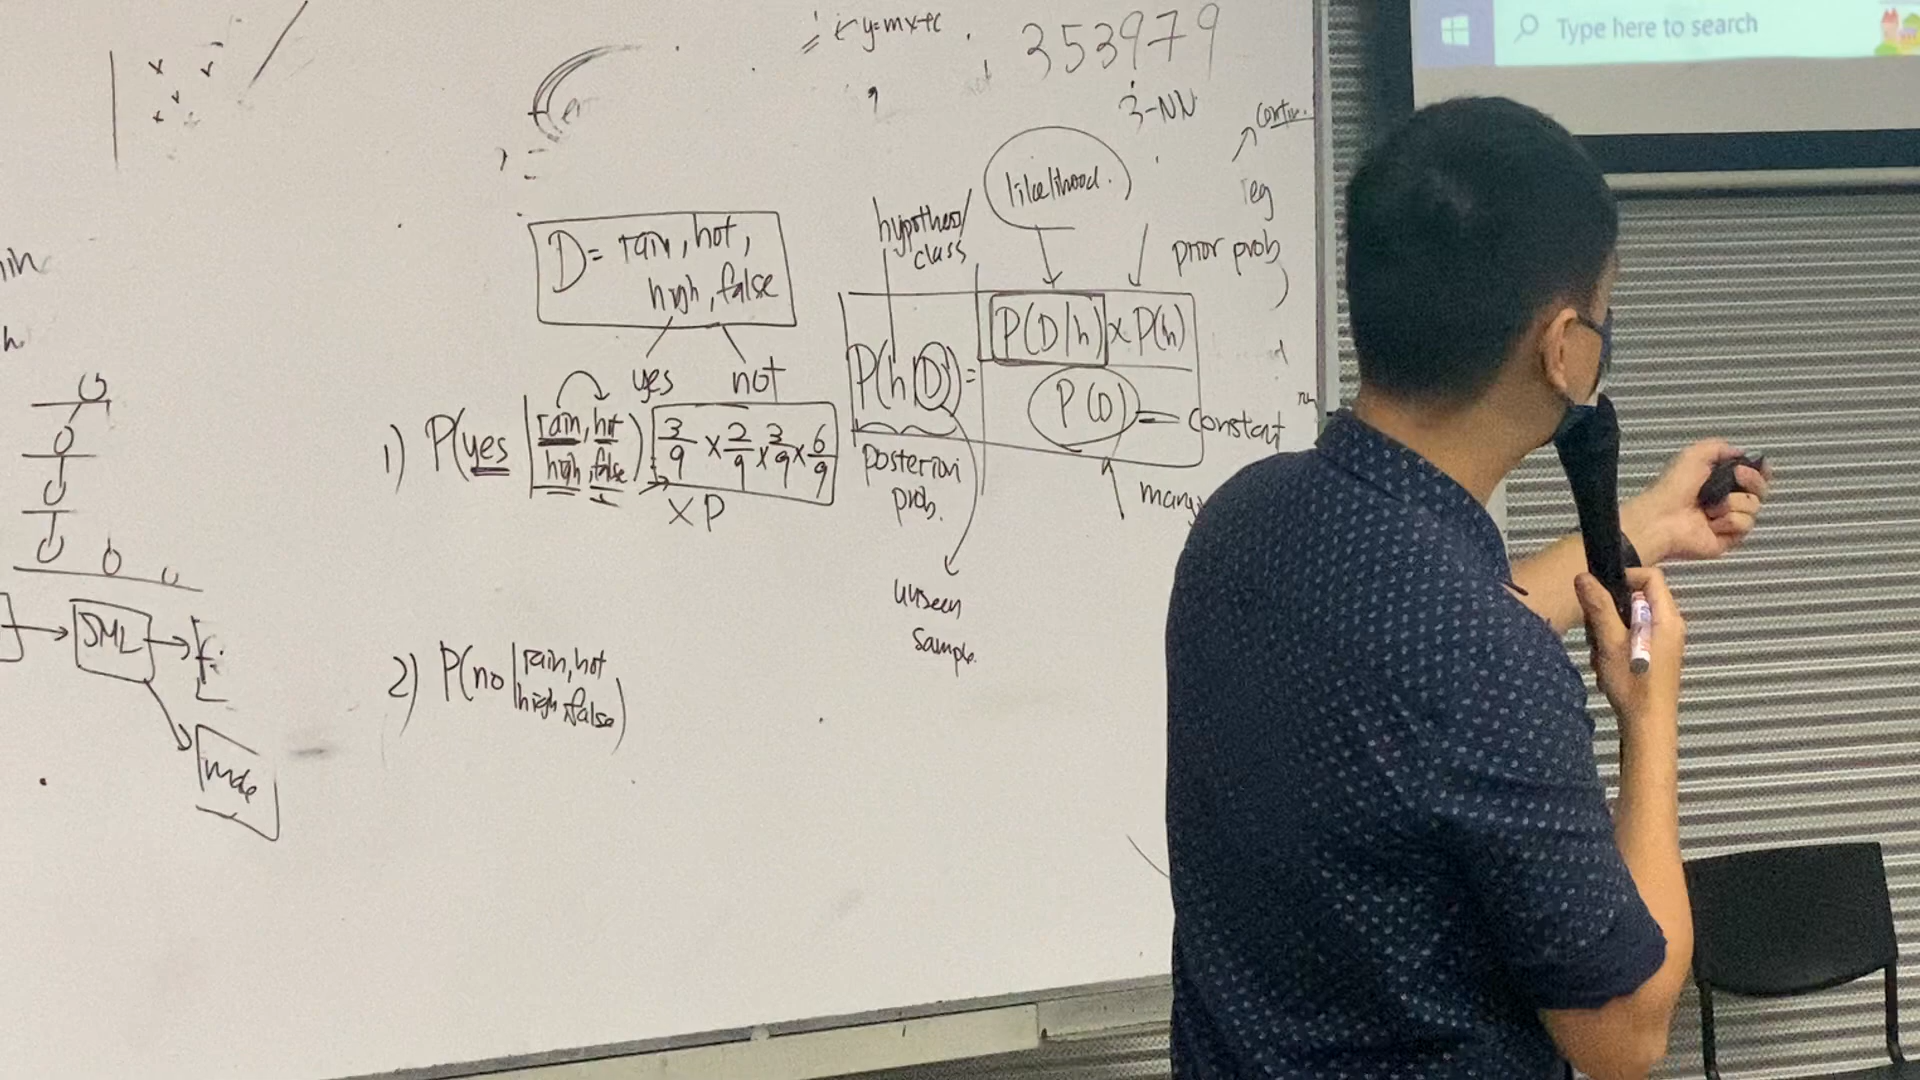 y=mx+c
353979
3-NN
contin.
likelihood.
reg
hypothesis/
class
prior prob
D= rain, hot,
high, false
P(D|h) x P(h)
P(h|D) =
P(D) = constant
yes not
1) P(yes | rain, hot
high, false)
3/9 x 2/9 x 3/9 x 6/9
x P
posteriori
prob.
unseen
sample.
2) P(no | rain, hot
high, false)
SML
Type here to search